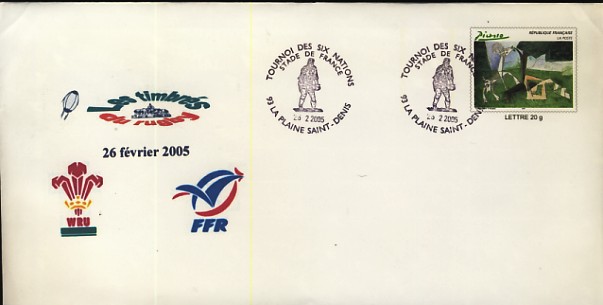 Les timbrés
du rugby
26 février 2005
WRU
FFR
TOURNOI DES SIX NATIONS
STADE DE FRANCE
26 2 2005
93 LA PLAINE SAINT-DENIS
TOURNOI DES SIX
STADE DE FRAN
26 2 2005
93 LA PLAINE SAINT-DENIS
Picasso
RÉPUBLIQUE FRANÇAISE
LA POSTE
LETTRE 20 g